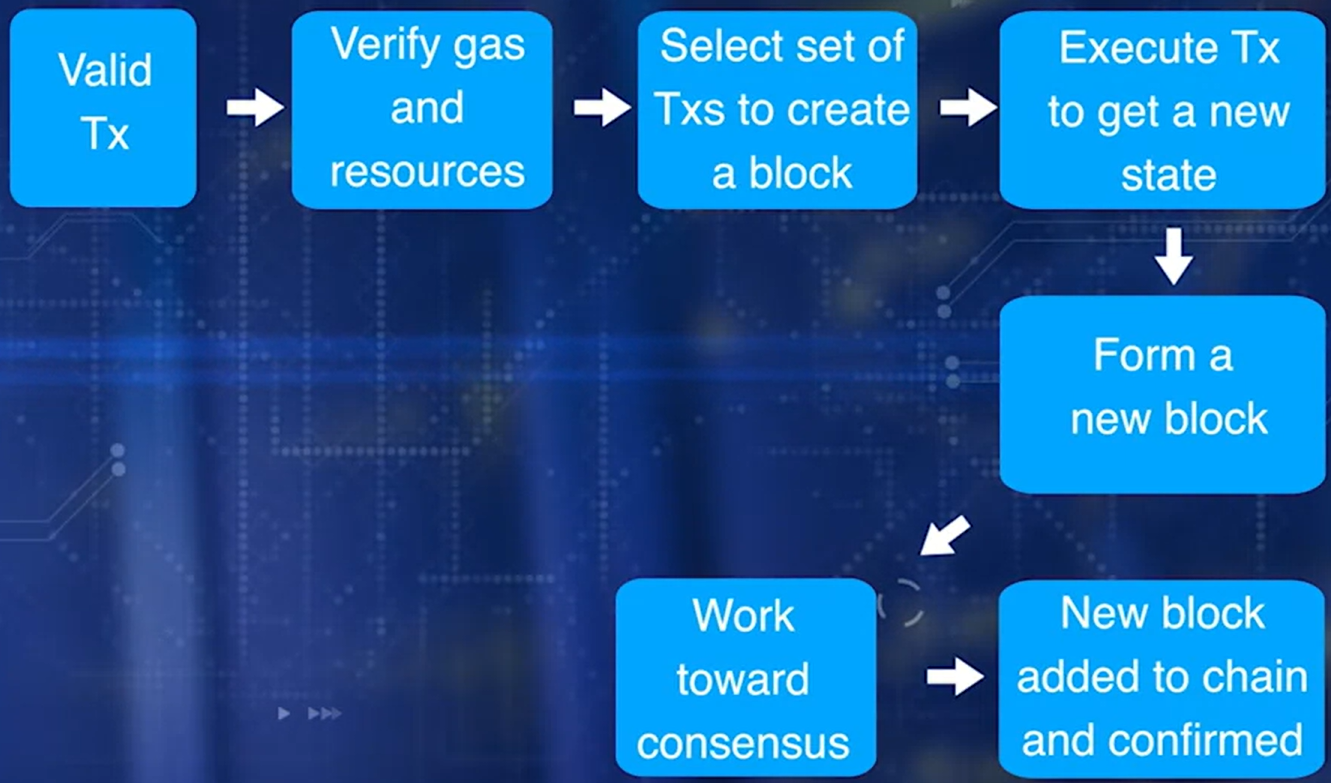 Valid
Tx
Verify gas
and
resources
Select set of
Txs to create
a block
Execute Tx
to get a new
state
Form a
new block
Work
toward
consensus
New block
added to chain
and confirmed